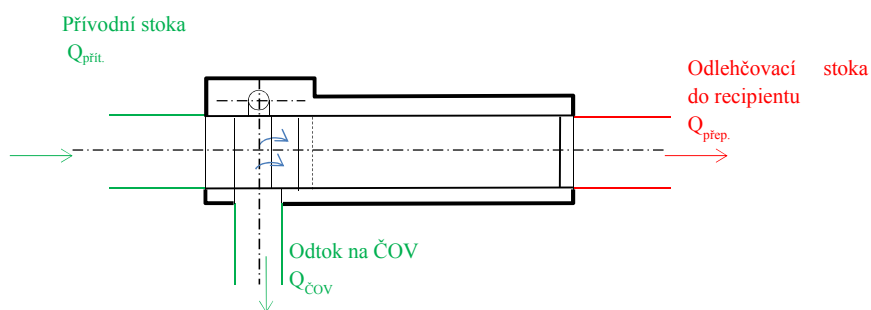 Přívodní stoka
Qpřít.
Odlehčovací stoka
do recipientu
Qpřep.
Odtok na ČOV
QČOV